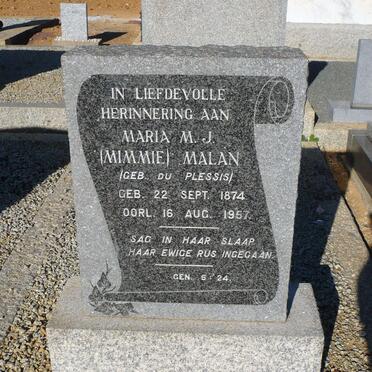 IN LIEFDEVOLLE
HERINNERING AAN
MARIA M. J.
(MIMMIE) MALAN
(GEB. DU PLESSIS)
GEB. 22 SEPT. 1874
OORL. 16 AUG. 1957.
SAG IN HAAR SLAAP
HAAR EWIGE RUS INGEGAAN.
GEN. 5-24.